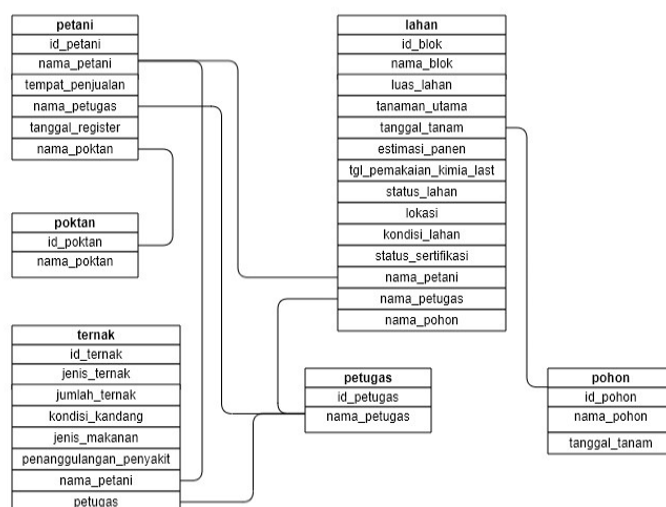 petani
id_petani
nama_petani
tempat_penjualan
nama_petugas
tanggal_register
nama_poktan
poktan
id_poktan
nama_poktan
ternak
id_ternak
jenis_ternak
jumlah_ternak
kondisi_kandang
jenis_makanan
penanggulangan_penyakit
nama_petani
petugas
lahan
id_blok
nama_blok
luas_lahan
tanaman_utama
tanggal_tanam
estimasi_panen
tgl_pemakaian_kimia_last
status_lahan
lokasi
kondisi_lahan
status_sertifikasi
nama_petani
nama_petugas
nama_pohon
petugas
id_petugas
nama_petugas
pohon
id_pohon
nama_pohon
tanggal_tanam